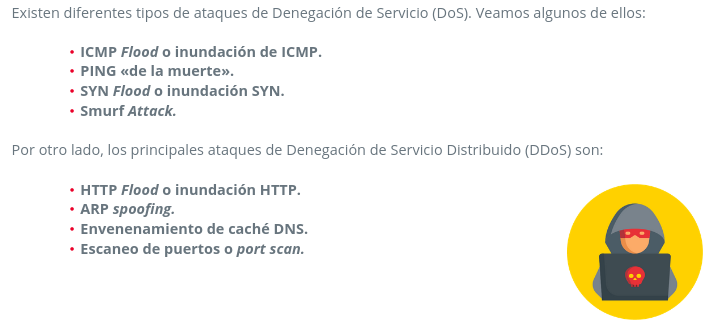 Existen diferentes tipos de ataques de Denegación de Servicio (DoS). Veamos algunos de ellos:
• ICMP Flood o inundación de ICMP.
• PING «de la muerte».
• SYN Flood o inundación SYN.
• Smurf Attack.
Por otro lado, los principales ataques de Denegación de Servicio Distribuido (DDoS) son:
• HTTP Flood o inundación HTTP.
• ARP spoofing.
• Envenenamiento de caché DNS.
• Escaneo de puertos o port scan.